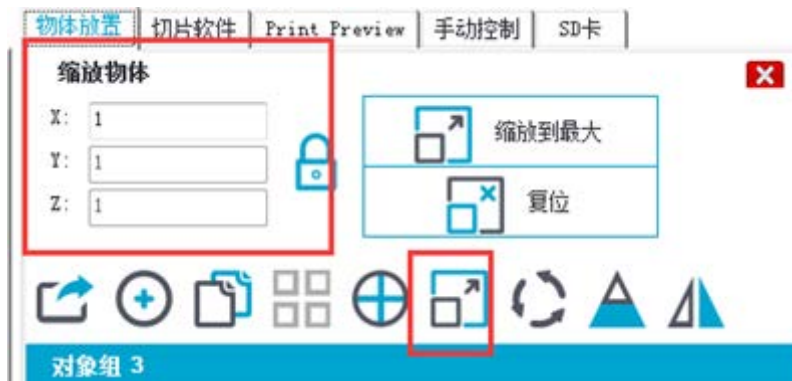 物体放置 切片软件 Print Preview 手动控制 SD卡
缩放物体
X: 1
缩放到最大
Y: 1
Z: 1
复位
对象组 3